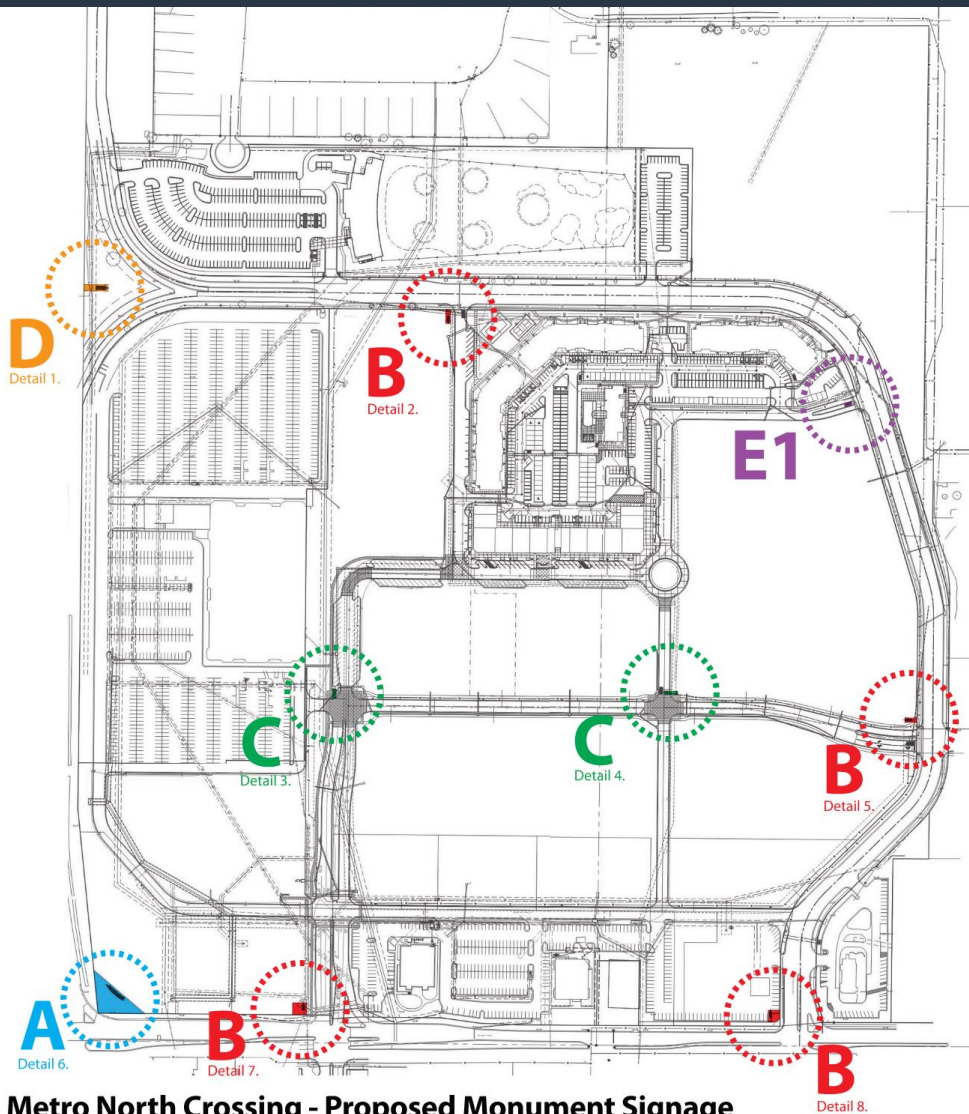 D
Detail 1.
B
Detail 2.
E1
C
Detail 3.
C
Detail 4.
B
Detail 5.
A
Detail 6.
B
Detail 7.
B
Detail 8.
Metro North Crossing - Proposed Monument Signage